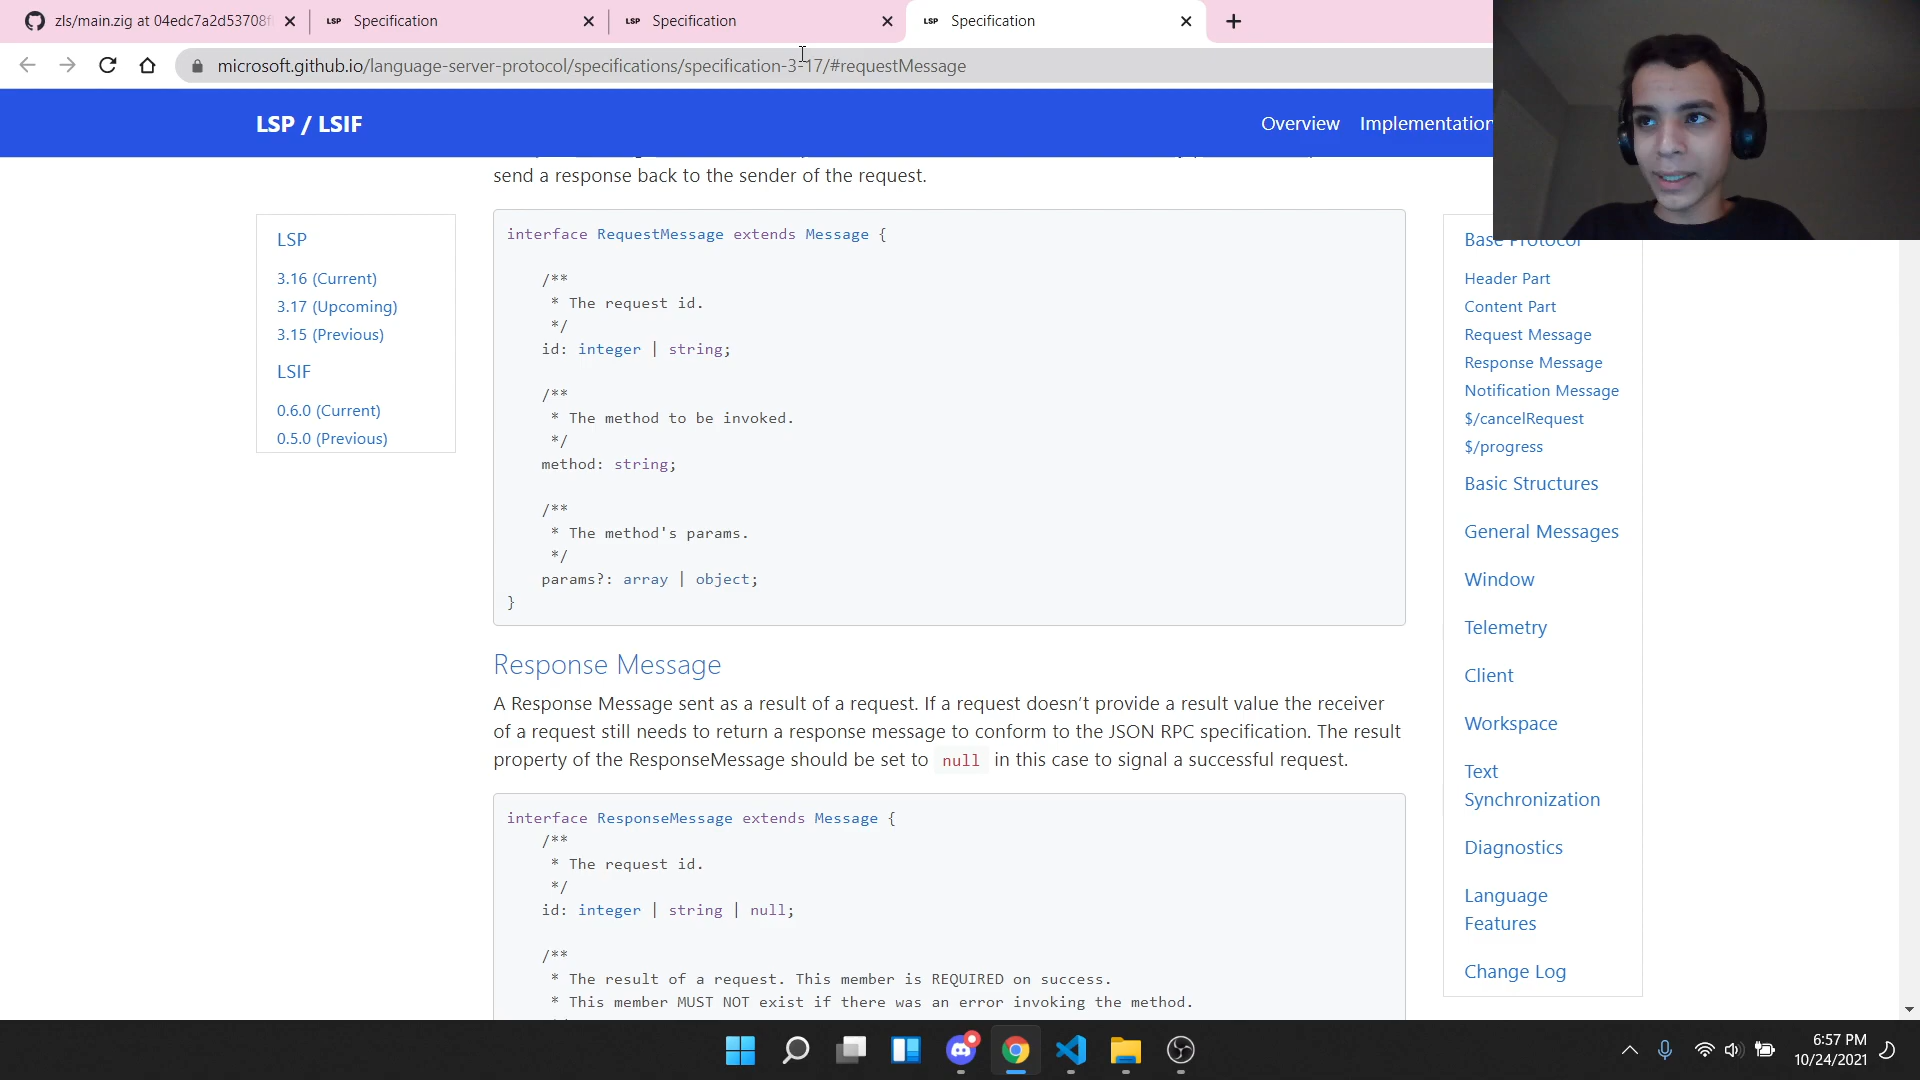 zls/main.zig at 04edc7a2d53708f
LSP Specification
LSP Specification
LSP Specification
microsoft.github.io/language-server-protocol/specifications/specification-3-17/#requestMessage
LSP / LSIF
Overview
Implementation
send a response back to the sender of the request.
LSP
3.16 (Current)
3.17 (Upcoming)
3.15 (Previous)
LSIF
0.6.0 (Current)
0.5.0 (Previous)
interface RequestMessage extends Message {
/**
* The request id.
*/
id: integer | string;
/**
* The method to be invoked.
*/
method: string;
/**
* The method's params.
*/
params?: array | object;
}
Response Message
A Response Message sent as a result of a request. If a request doesn’t provide a result value the receiver
of a request still needs to return a response message to conform to the JSON RPC specification. The result
property of the ResponseMessage should be set to null in this case to signal a successful request.
interface ResponseMessage extends Message {
/**
* The request id.
*/
id: integer | string | null;
/**
* The result of a request. This member is REQUIRED on success.
* This member MUST NOT exist if there was an error invoking the method.
Base Protocol
Header Part
Content Part
Request Message
Response Message
Notification Message
$/cancelRequest
$/progress
Basic Structures
General Messages
Window
Telemetry
Client
Workspace
Text
Synchronization
Diagnostics
Language
Features
Change Log
6:57 PM
10/24/2021